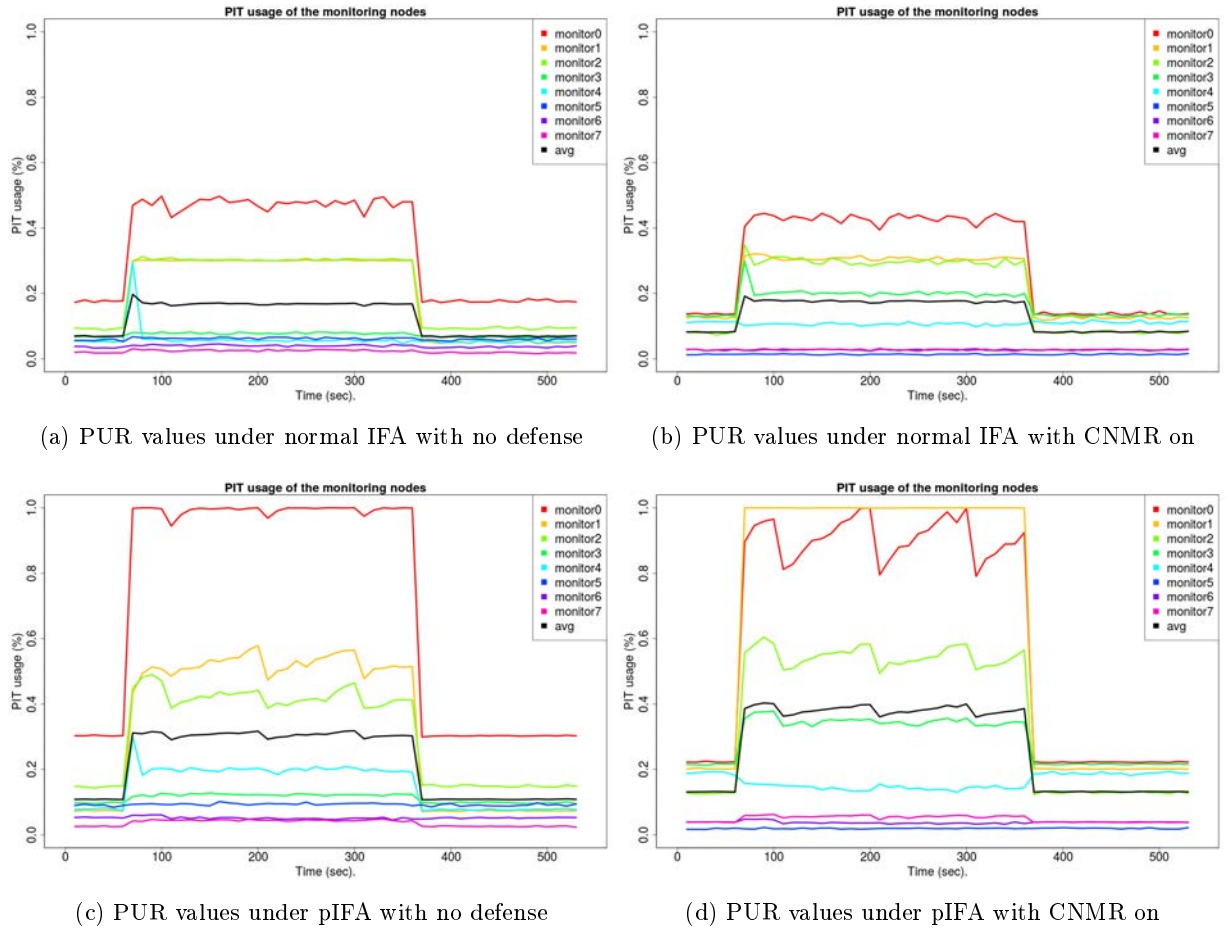 PIT usage of the monitoring nodes
PIT usage (%)
0.0 0.2 0.4 0.6 0.8 1.0
monitor0
monitor1
monitor2
monitor3
monitor4
monitor5
monitor6
monitor7
avg
0 100 200 300 400 500
Time (sec).
(a) PUR values under normal IFA with no defense
PIT usage of the monitoring nodes
PIT usage (%)
0.0 0.2 0.4 0.6 0.8 1.0
monitor0
monitor1
monitor2
monitor3
monitor4
monitor5
monitor6
monitor7
avg
0 100 200 300 400 500
Time (sec).
(b) PUR values under normal IFA with CNMR on
PIT usage of the monitoring nodes
PIT usage (%)
0.0 0.2 0.4 0.6 0.8 1.0
monitor0
monitor1
monitor2
monitor3
monitor4
monitor5
monitor6
monitor7
avg
0 100 200 300 400 500
Time (sec).
(c) PUR values under pIFA with no defense
PIT usage of the monitoring nodes
PIT usage (%)
0.0 0.2 0.4 0.6 0.8 1.0
monitor0
monitor1
monitor2
monitor3
monitor4
monitor5
monitor6
monitor7
avg
0 100 200 300 400 500
Time (sec).
(d) PUR values under pIFA with CNMR on